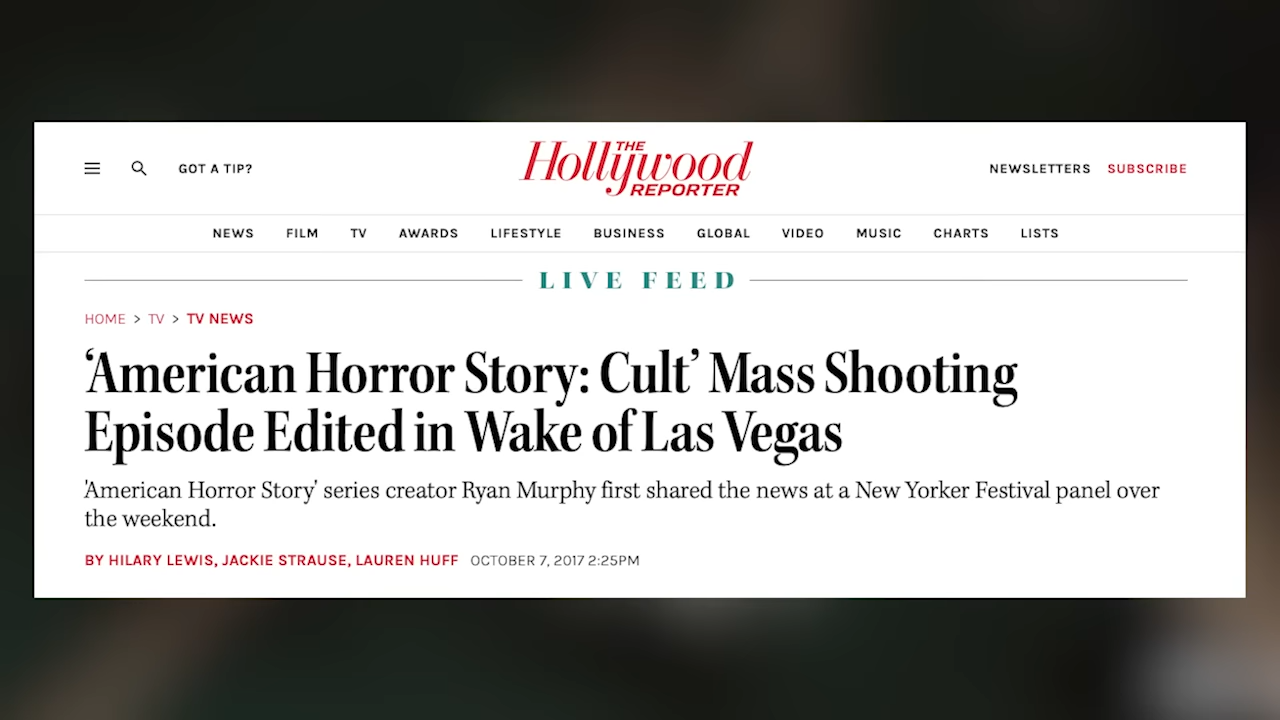 GOT A TIP?
THE
Hollywood
REPORTER
NEWSLETTERS SUBSCRIBE
NEWS FILM TV AWARDS LIFESTYLE BUSINESS GLOBAL VIDEO MUSIC CHARTS LISTS
LIVE FEED
HOME > TV > TV NEWS
‘American Horror Story: Cult’ Mass Shooting
Episode Edited in Wake of Las Vegas
'American Horror Story' series creator Ryan Murphy first shared the news at a New Yorker Festival panel over
the weekend.
BY HILARY LEWIS, JACKIE STRAUSE, LAUREN HUFF OCTOBER 7, 2017 2:25PM